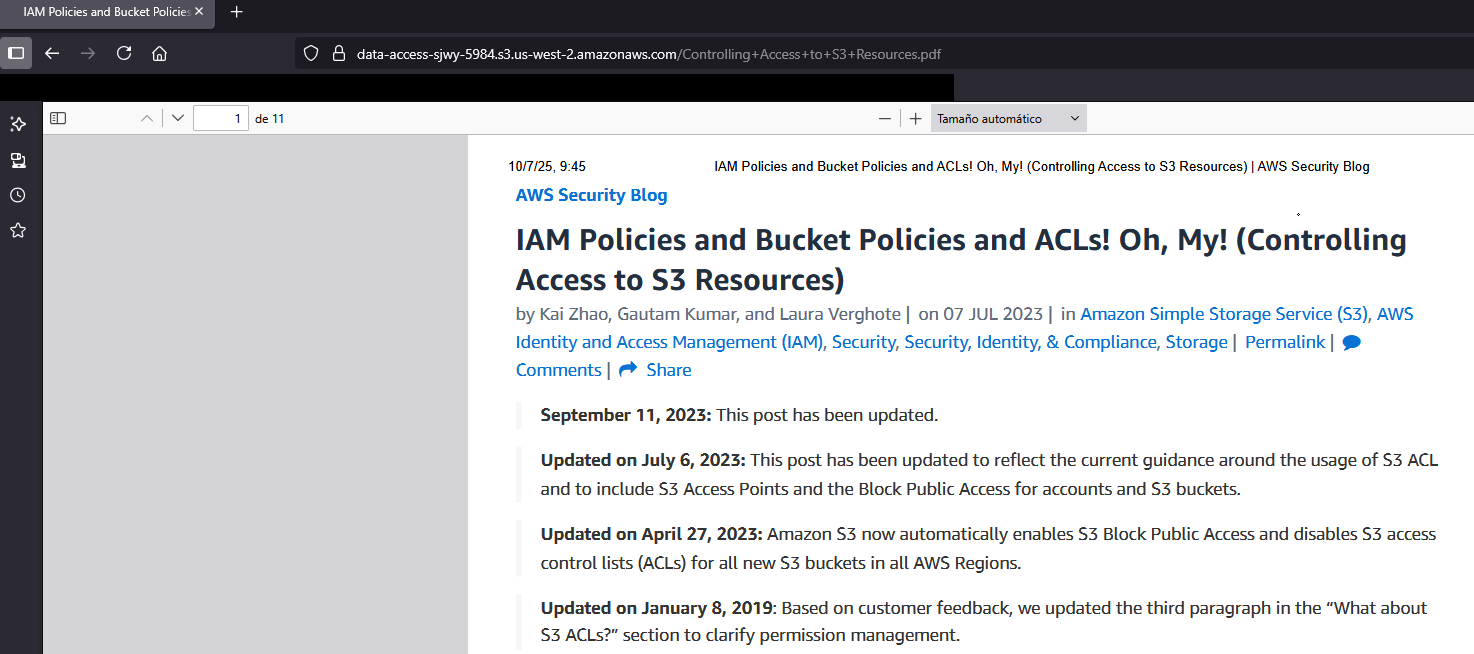 IAM Policies and Bucket Policies
data-access-sjwy-5984.s3.us-west-2.amazonaws.com/Controlling+Access+to+S3+Resources.pdf
1 de 11
Tamaño automático
10/7/25, 9:45 IAM Policies and Bucket Policies and ACLs! Oh, My! (Controlling Access to S3 Resources) | AWS Security Blog
AWS Security Blog
IAM Policies and Bucket Policies and ACLs! Oh, My! (Controlling
Access to S3 Resources)
by Kai Zhao, Gautam Kumar, and Laura Verghote | on 07 JUL 2023 | in Amazon Simple Storage Service (S3), AWS
Identity and Access Management (IAM), Security, Security, Identity, & Compliance, Storage | Permalink |
Comments | Share
September 11, 2023: This post has been updated.
Updated on July 6, 2023: This post has been updated to reflect the current guidance around the usage of S3 ACL
and to include S3 Access Points and the Block Public Access for accounts and S3 buckets.
Updated on April 27, 2023: Amazon S3 now automatically enables S3 Block Public Access and disables S3 access
control lists (ACLs) for all new S3 buckets in all AWS Regions.
Updated on January 8, 2019: Based on customer feedback, we updated the third paragraph in the “What about
S3 ACLs?” section to clarify permission management.